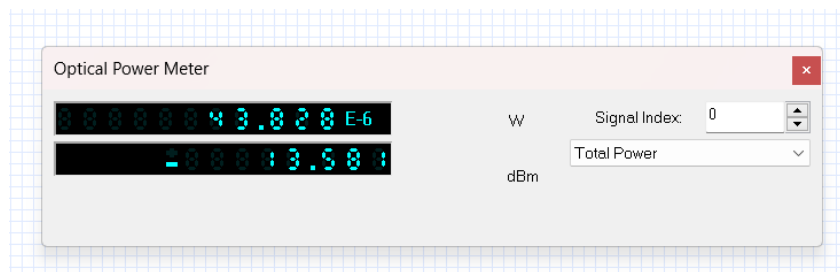 Optical Power Meter
×
43.828 E-6
W
Signal Index:
0
-13.581
dBm
Total Power